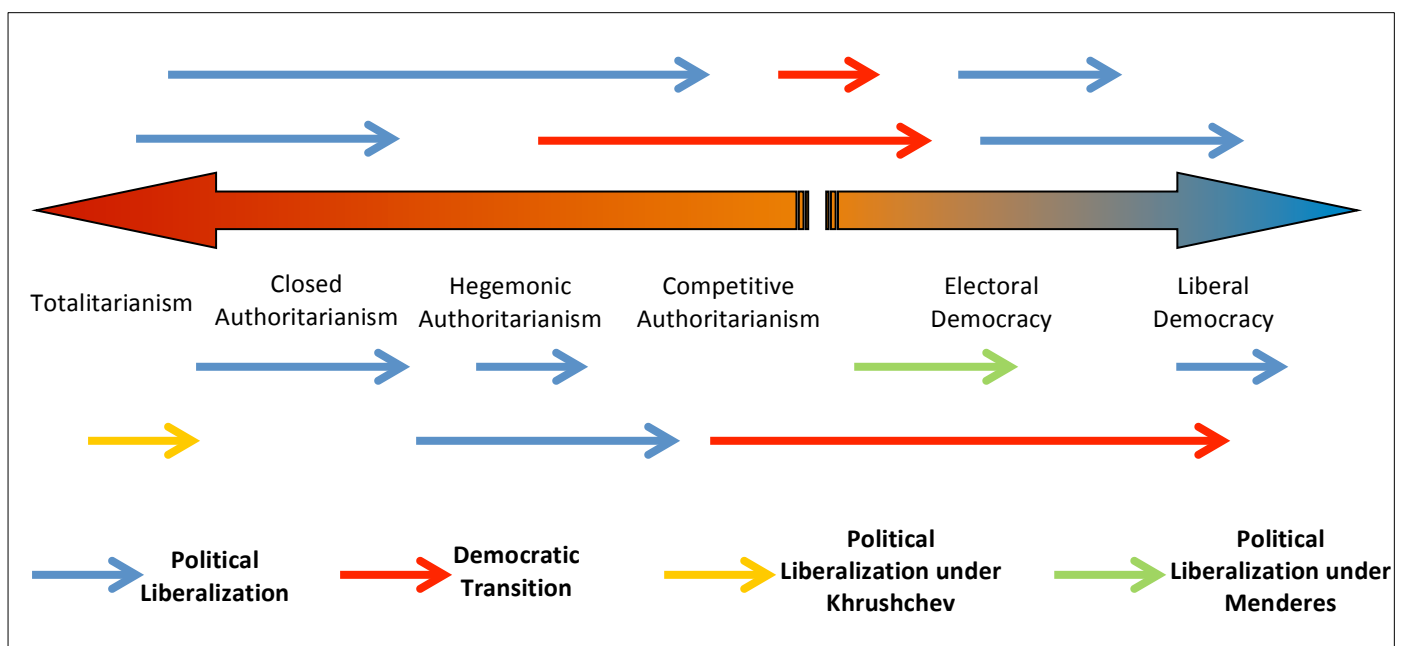 Totalitarianism
Closed
Authoritarianism
Hegemonic
Authoritarianism
Competitive
Authoritarianism
Electoral
Democracy
Liberal
Democracy
Political
Liberalization
Democratic
Transition
Political
Liberalization under
Khrushchev
Political
Liberalization under
Menderes